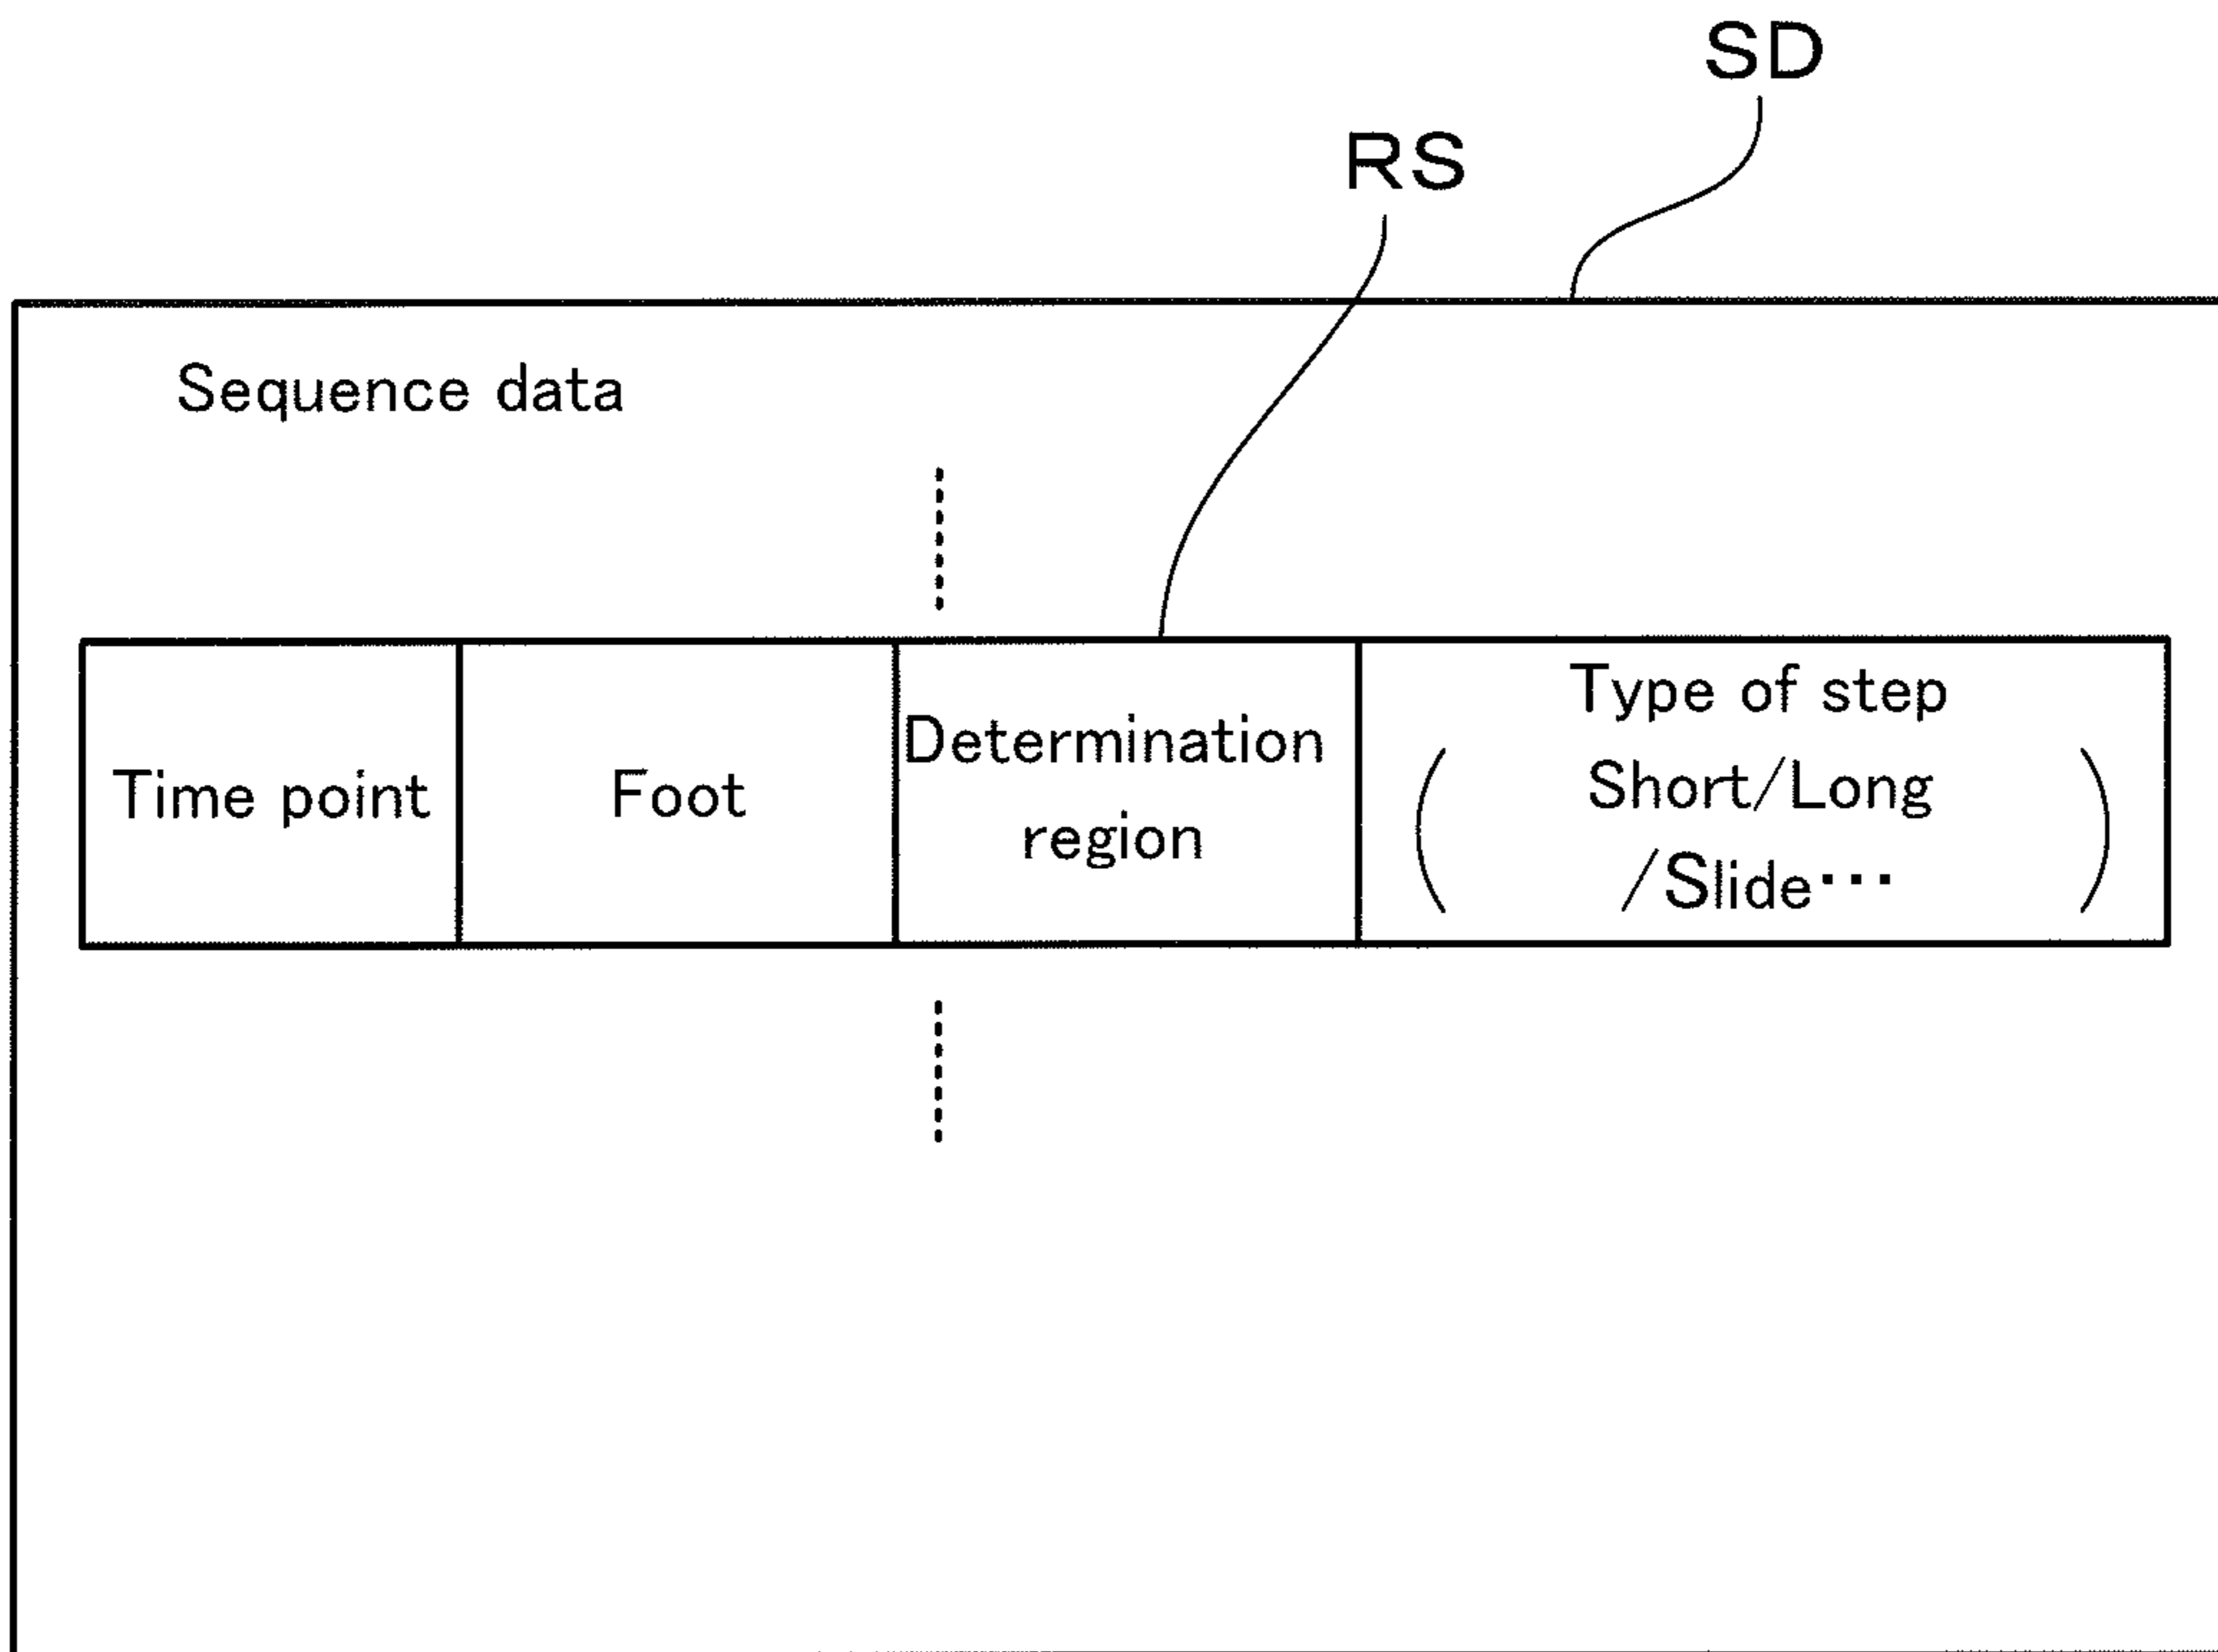 SD
RS
Sequence data
Time point
Foot
Determination
region
Type of step
( Short/Long
/Slide··· )